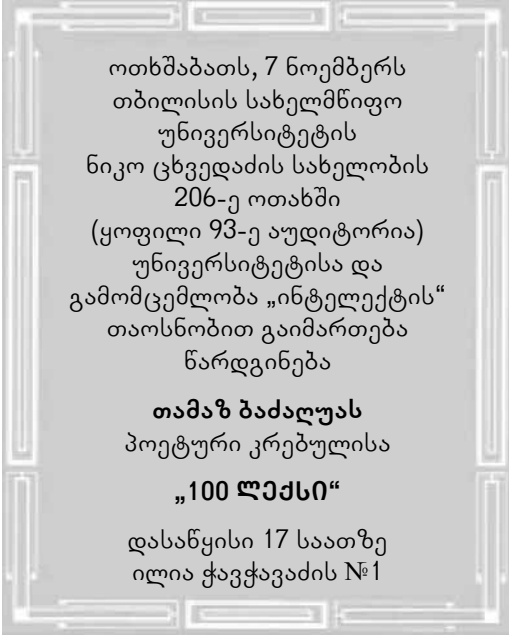 ოთხშაბათს, 7 ნოემბერს
თბილისის სახელმწიფო
უნივერსიტეტის
ნიკო ცხვედაძის სახელობის
206-ე ოთახში
(ყოფილი 93-ე აუდიტორია)
უნივერსიტეტისა და
გამომცემლობა „ინტელექტის“
თაოსნობით გაიმართება
წარდგინება
თამაზ ბაძაღუას
პოეტური კრებულისა
„100 ლექსი“
დასაწყისი 17 საათზე
ილია ჭავჭავაძის №1